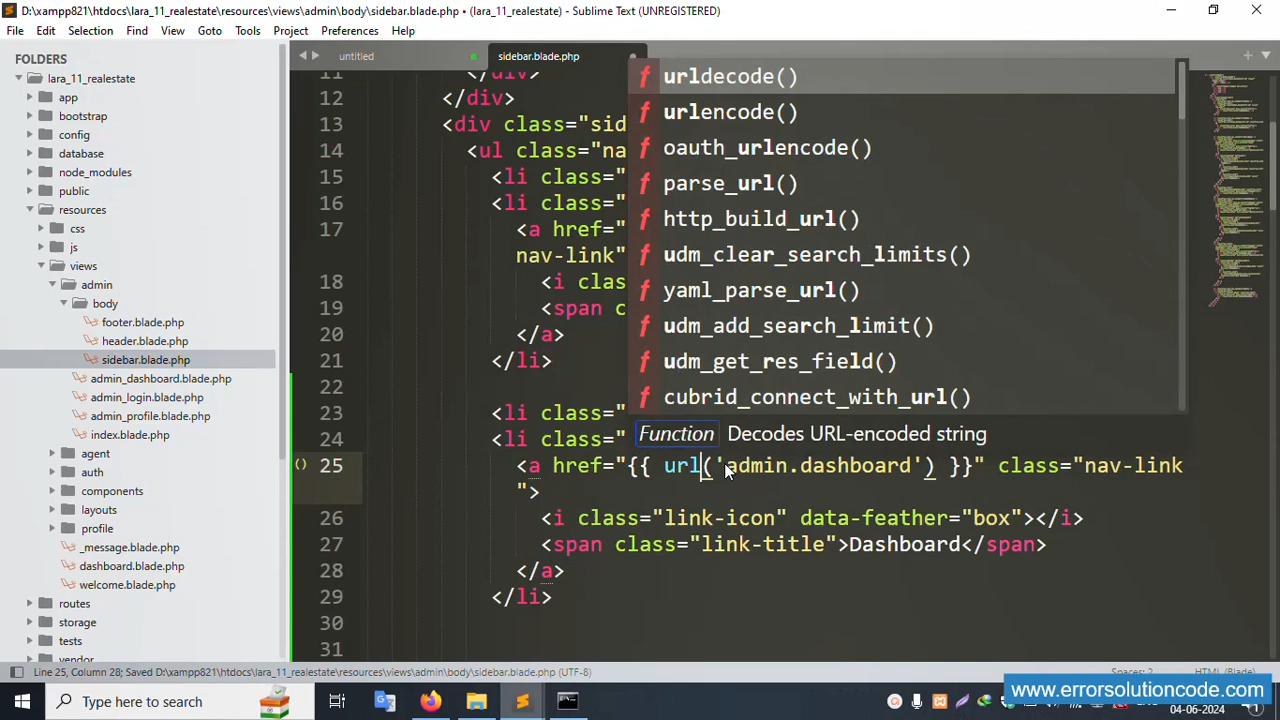 D:\xampp821\htdocs\lara_11_realestate\resources\views\admin\body\sidebar.blade.php • (lara_11_realestate) - Sublime Text (UNREGISTERED)
File Edit Selection Find View Goto Tools Project Preferences Help
FOLDERS
lara_11_realestate
app
bootstrap
config
database
node_modules
public
resources
css
js
views
admin
body
footer.blade.php
header.blade.php
sidebar.blade.php
admin_dashboard.blade.php
admin_login.blade.php
admin_profile.blade.php
index.blade.php
agent
auth
components
layouts
profile
_message.blade.php
dashboard.blade.php
welcome.blade.php
routes
storage
tests
vendor
untitled
sidebar.blade.php
11 </div>
12 </div>
13 <div class="sid
14 <ul class="na
15 <li class="
16 <li class="
17 <a href="
nav-link"
18 <i clas
19 <span c
20 </a>
21 </li>
22
23 <li class="
24 <li class="
25 <a href="{{ url('admin.dashboard') }}" class="nav-link
">
26 <i class="link-icon" data-feather="box"></i>
27 <span class="link-title">Dashboard</span>
28 </a>
29 </li>
30
31
f urldecode()
f urlencode()
f oauth_urlencode()
f parse_url()
f http_build_url()
f udm_clear_search_limits()
f yaml_parse_url()
f udm_add_search_limit()
f udm_get_res_field()
f cubrid_connect_with_url()
Function Decodes URL-encoded string
Line 25, Column 28; Saved D:\xampp821\htdocs\lara_11_realestate\resources\views\admin\body\sidebar.blade.php (UTF-8)
Spaces: 2
HTML (Blade)
Type here to search
www.errorsolutioncode.com
04-06-2024